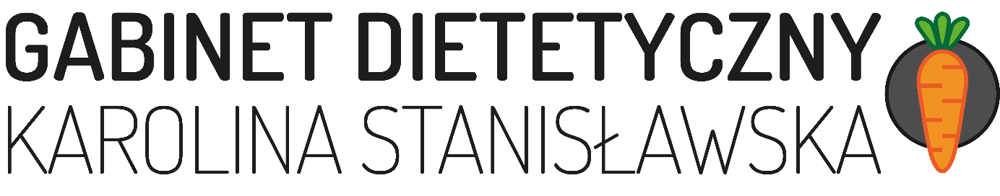 GABINET DIETETYCZNY
KAROLINA STANISŁAWSKA